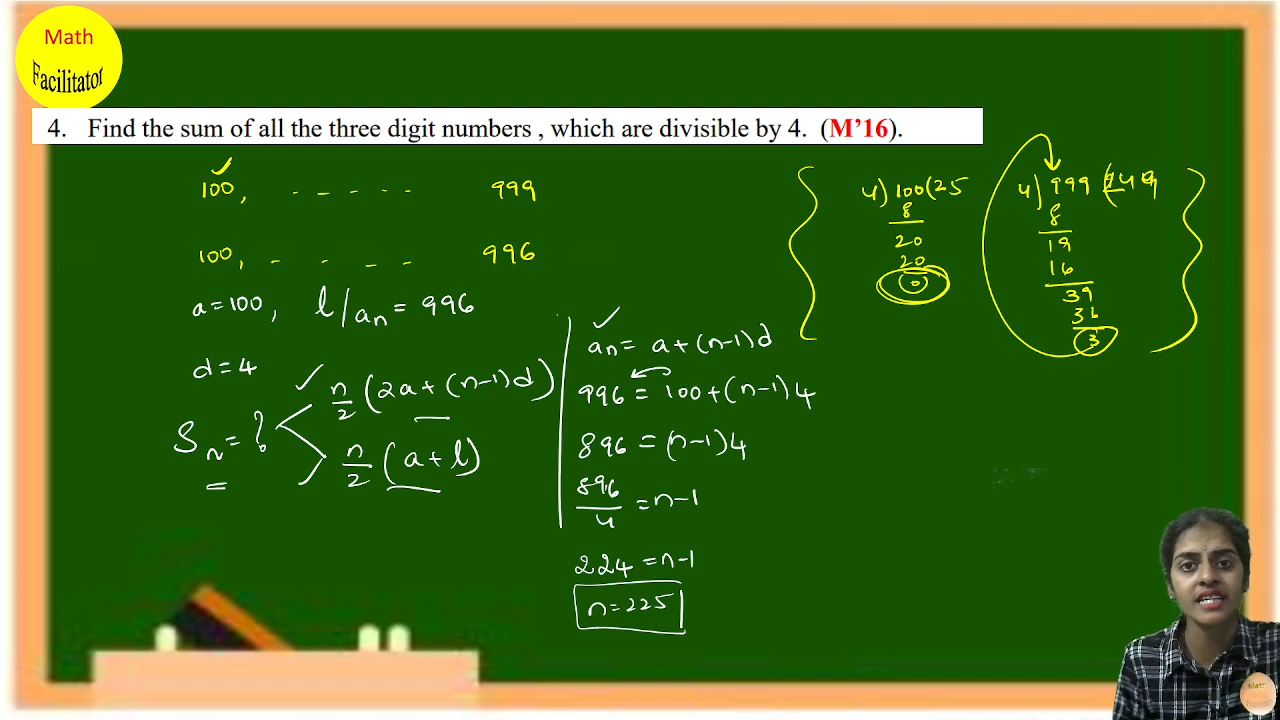 Math
Facilitator
4. Find the sum of all the three digit numbers , which are divisible by 4. (M’16).
100, . _ _ . . . 999
100, - - - - 996
a=100, l/an = 996
d=4
Sn=?
n/2 (2a+(n-1)d)
n/2 (a+l)
an= a+(n-1)d
996 = 100+(n-1)4
896 = (n-1)4
896/4 =n-1
224 =n-1
n=225
4)100(25
8
20
20
0
4)999(249
8
19
16
39
36
3
Math